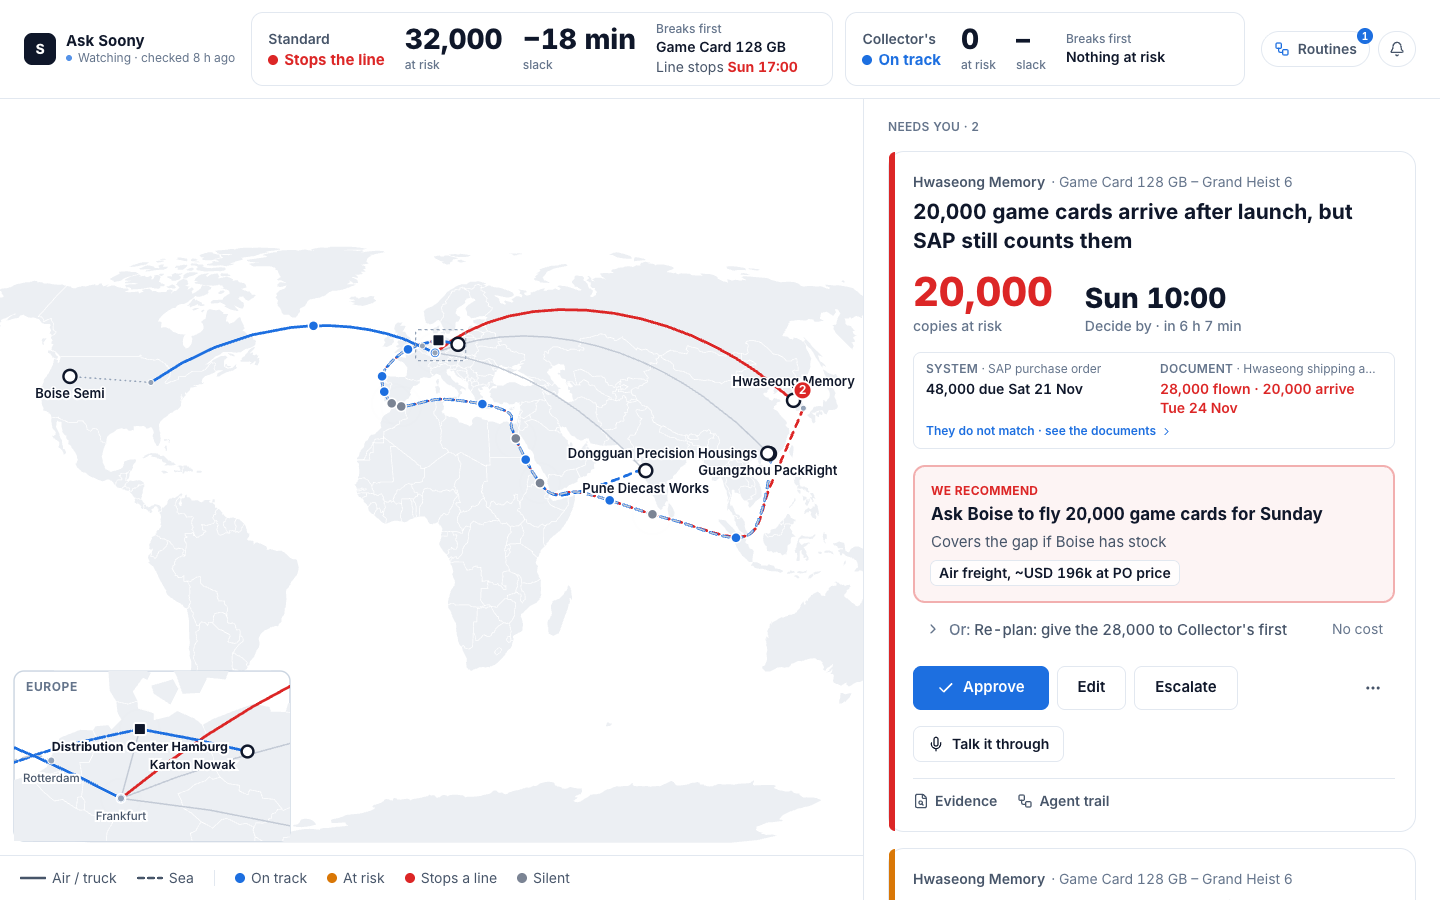 S
Ask Soony
Watching · checked 8 h ago
Standard
Stops the line
32,000
at risk
−18 min
slack
Breaks first
Game Card 128 GB
Line stops Sun 17:00
Collector's
On track
0
at risk
–
slack
Breaks first
Nothing at risk
Routines
1
NEEDS YOU · 2
Hwaseong Memory · Game Card 128 GB – Grand Heist 6
20,000 game cards arrive after launch, but
SAP still counts them
20,000
copies at risk
Sun 10:00
Decide by · in 6 h 7 min
SYSTEM · SAP purchase order
48,000 due Sat 21 Nov
DOCUMENT · Hwaseong shipping a...
28,000 flown · 20,000 arrive
Tue 24 Nov
They do not match · see the documents
WE RECOMMEND
Ask Boise to fly 20,000 game cards for Sunday
Covers the gap if Boise has stock
Air freight, ~USD 196k at PO price
Or: Re-plan: give the 28,000 to Collector's first
No cost
Approve
Edit
Escalate
Talk it through
Evidence
Agent trail
Hwaseong Memory · Game Card 128 GB – Grand Heist 6
Boise Semi
Hwaseong Memory
2
Dongguan Precision Housings
Guangzhou PackRight
Pune Diecast Works
EUROPE
Distribution Center Hamburg
Karton Nowak
Rotterdam
Frankfurt
Air / truck
Sea
On track
At risk
Stops a line
Silent